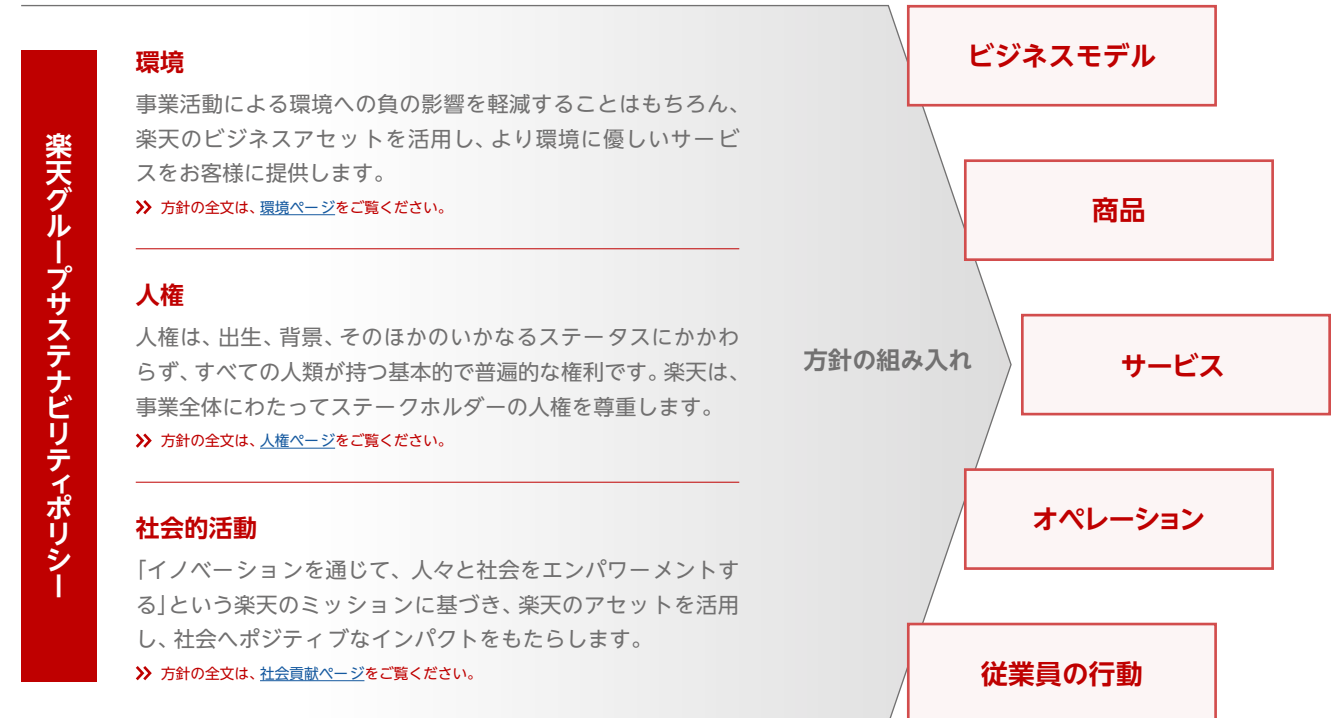 楽天グループサステナビリティポリシー
環境
事業活動による環境への負の影響を軽減することはもちろん、
楽天のビジネスアセットを活用し、より環境に優しいサービ
スをお客様に提供します。
方針の全文は、環境ページをご覧ください。
人権
人権は、出生、背景、そのほかのいかなるステータスにかかわ
らず、すべての人類が持つ基本的で普遍的な権利です。楽天は、
事業全体にわたってステークホルダーの人権を尊重します。
方針の全文は、人権ページをご覧ください。
社会的活動
「イノベーションを通じて、人々と社会をエンパワーメントす
る」という楽天のミッションに基づき、楽天のアセットを活用
し、社会へポジティブなインパクトをもたらします。
方針の全文は、社会貢献ページをご覧ください。
方針の組み入れ
ビジネスモデル
商品
サービス
オペレーション
従業員の行動